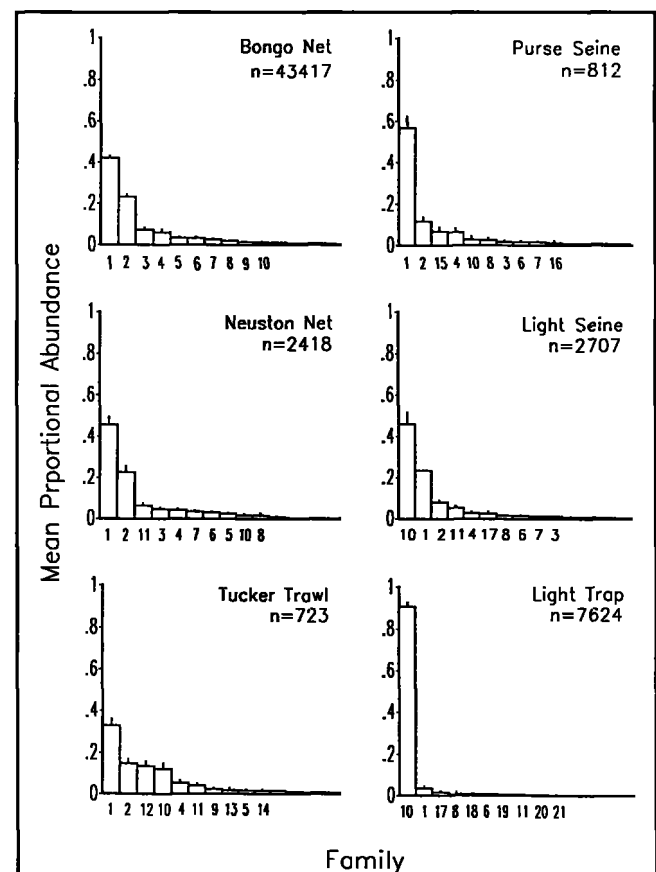 Mean Prportional Abundance
Bongo Net
n=43417
1
.8
.6
.4
.2
0
1 2 3 4 5 6 7 8 9 10
Purse Seine
n=812
1
.8
.6
.4
.2
0
1 2 15 4 10 8 3 6 7 16
Neuston Net
n=2418
1
.8
.6
.4
.2
0
1 2 11 3 4 7 6 5 10 8
Light Seine
n=2707
1
.8
.6
.4
.2
0
10 1 2 11 4 17 8 6 7 3
Tucker Trawl
n=723
1
.8
.6
.4
.2
0
1 2 12 10 4 11 9 13 5 14
Light Trap
n=7624
1
.8
.6
.4
.2
0
10 1 17 8 18 6 19 11 20 21
Family